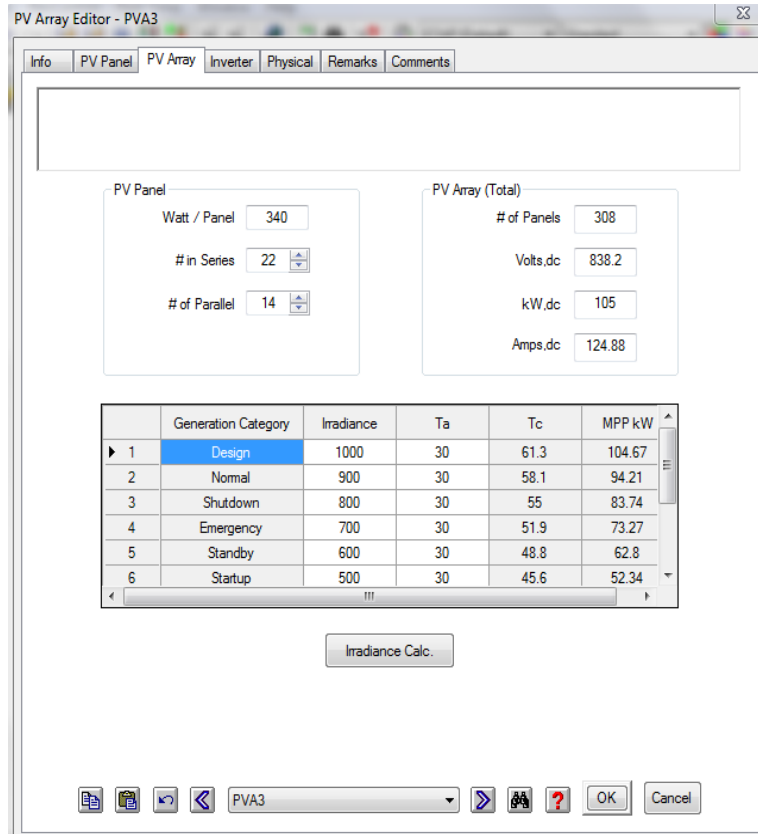 PV Array Editor - PVA3
Info PV Panel PV Array Inverter Physical Remarks Comments
PV Panel PV Array (Total)
Watt / Panel 340 # of Panels 308
# in Series 22 Volts,dc 838.2
# of Parallel 14 kW,dc 105
Amps,dc 124.88
Generation Category Irradiance Ta Tc MPP kW
1 Design 1000 30 61.3 104.67
2 Normal 900 30 58.1 94.21
3 Shutdown 800 30 55 83.74
4 Emergency 700 30 51.9 73.27
5 Standby 600 30 48.8 62.8
6 Startup 500 30 45.6 52.34
Irradiance Calc.
PVA3 ? OK Cancel